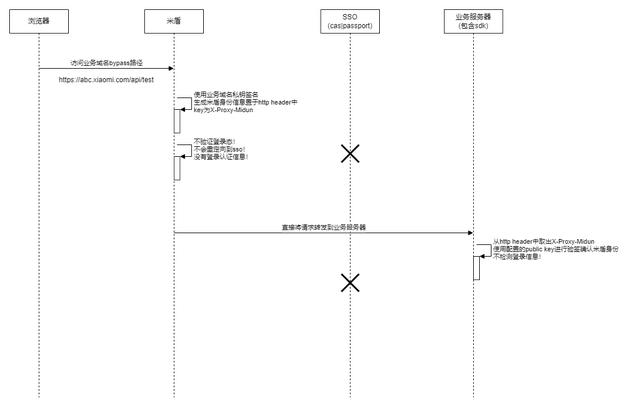 浏览器
米盾
SSO
(cas|passport)
业务服务器
(包含sdk)
访问业务域名bypass路径
https://abc.xiaomi.com/api/test
使用业务域名私钥签名
生成米盾身份信息置于http header中
key为X-Proxy-Midun
不验证登录态!
不会重定向到sso!
没有登录认证信息!
直接将请求转发到业务服务器
从http header中取出X-Proxy-Midun
使用配置的public key进行验签确认米盾身份
不检测登录信息!